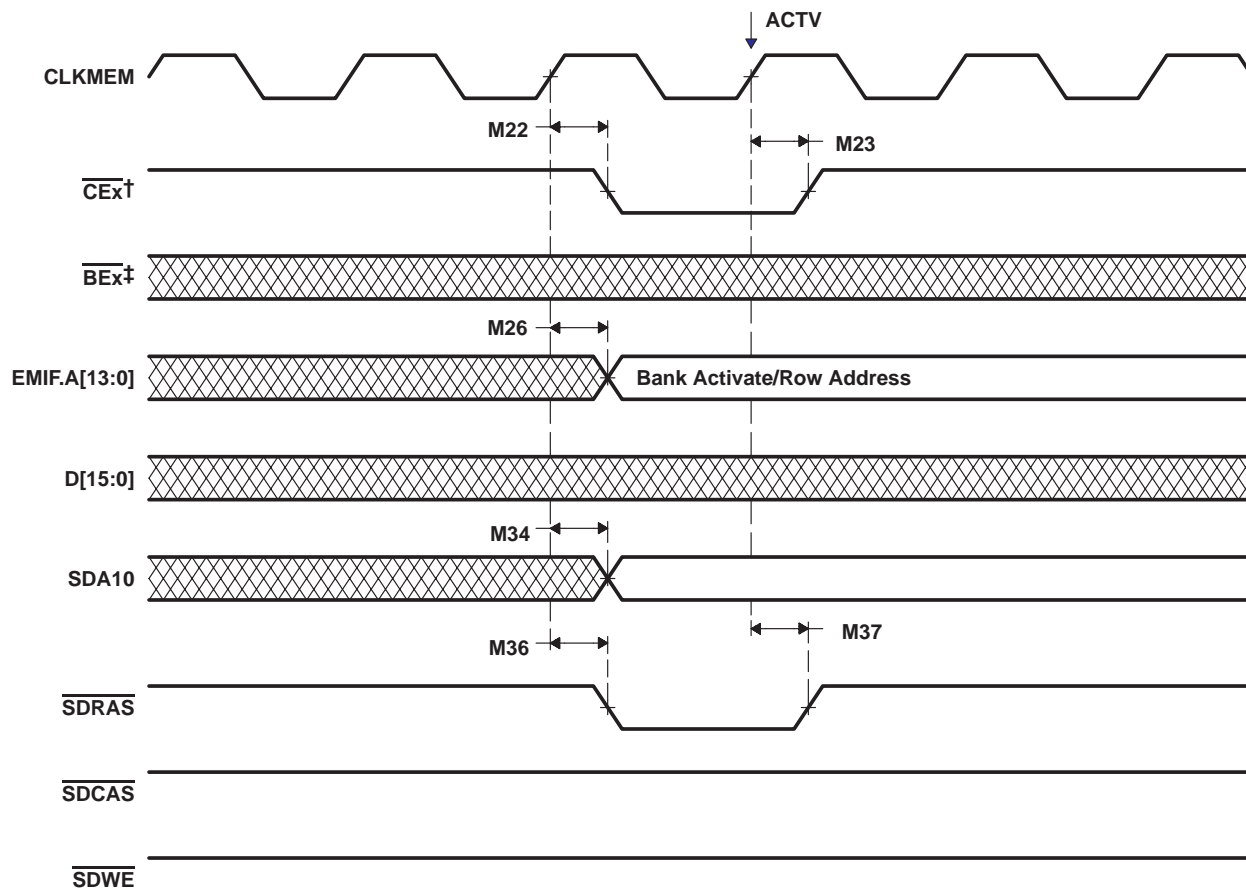 ACTV
CLKMEM
M22
M23
CEx†
BEx‡
M26
EMIF.A[13:0]
Bank Activate/Row Address
D[15:0]
M34
SDA10
M37
M36
SDRAS
SDCAS
SDWE